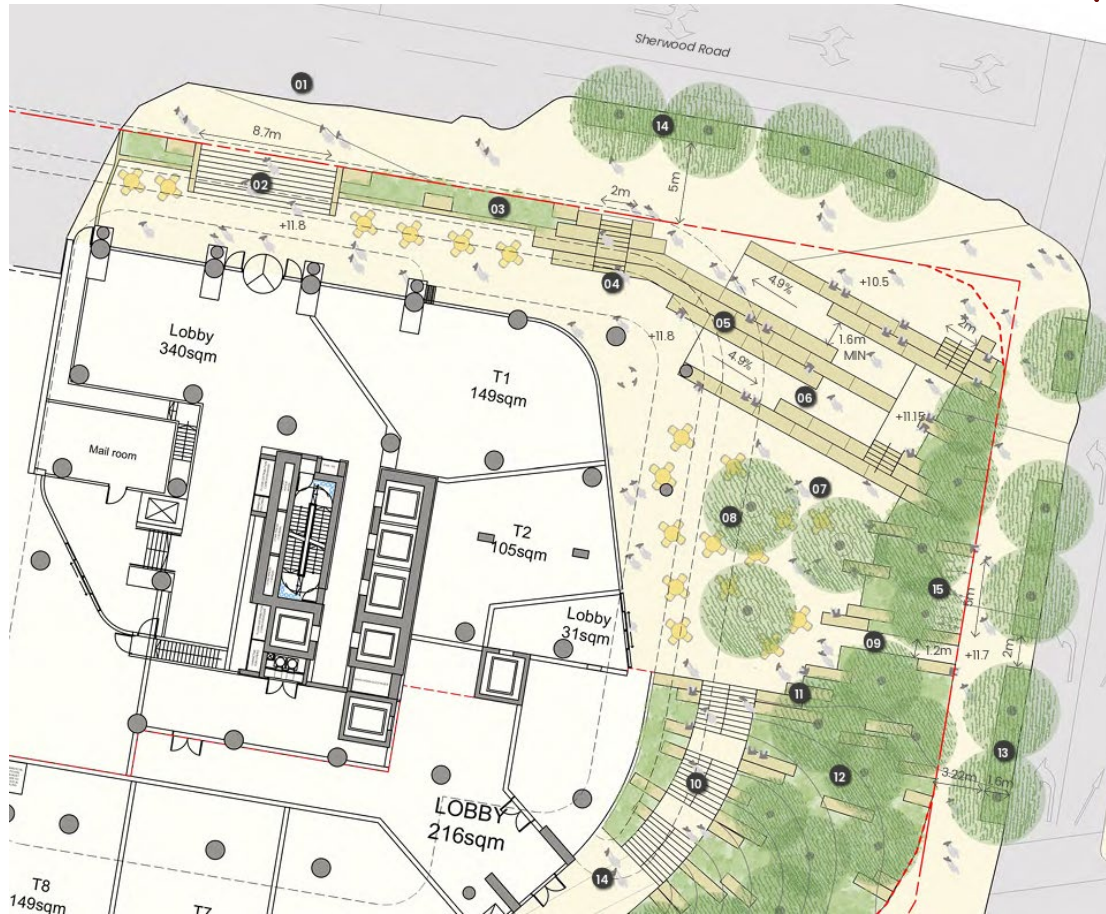 Sherwood Road
01
14
8.7m
02
5m
2m
03
+11.8
04
4.9%
+10.5
05
1.6m
MIN
2m
+11.8
4.9%
06
+11.15
Lobby
340sqm
T1
149sqm
Mail room
07
08
T2
105sqm
15
Lobby
31sqm
09
1.2m
+11.7
2m
11
13
12
10
3.22m
1.6m
LOBBY
216sqm
14
T8
149sqm
T7